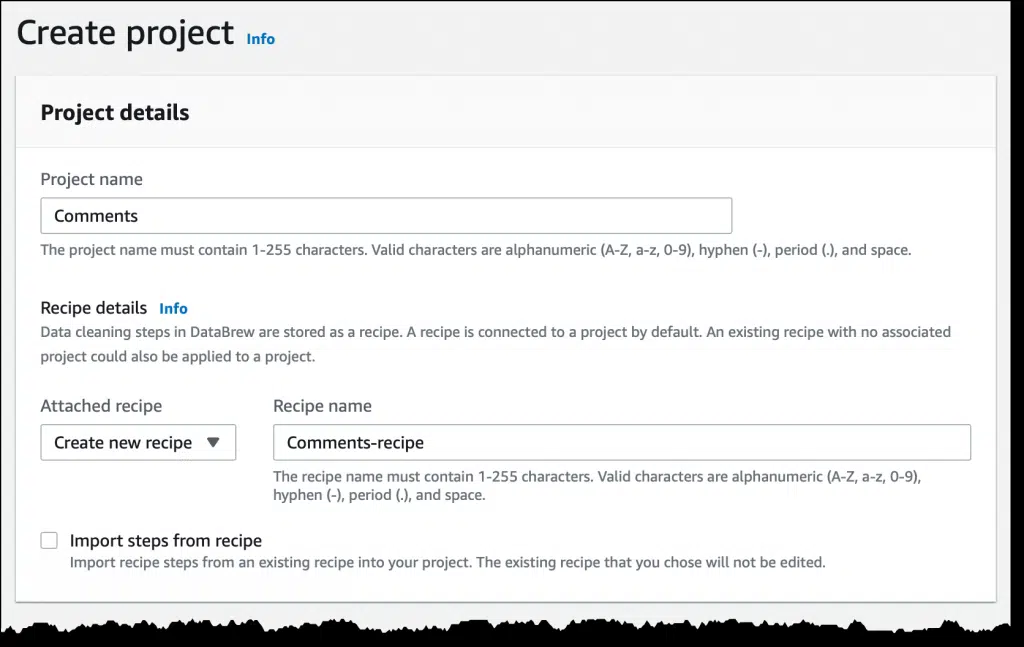 Create project Info
Project details
Project name
Comments
The project name must contain 1-255 characters. Valid characters are alphanumeric (A-Z, a-z, 0-9), hyphen (-), period (.), and space.
Recipe details Info
Data cleaning steps in DataBrew are stored as a recipe. A recipe is connected to a project by default. An existing recipe with no associated
project could also be applied to a project.
Attached recipe Recipe name
Create new recipe Comments-recipe
The recipe name must contain 1-255 characters. Valid characters are alphanumeric (A-Z, a-z, 0-9),
hyphen (-), period (.), and space.
Import steps from recipe
Import recipe steps from an existing recipe into your project. The existing recipe that you chose will not be edited.